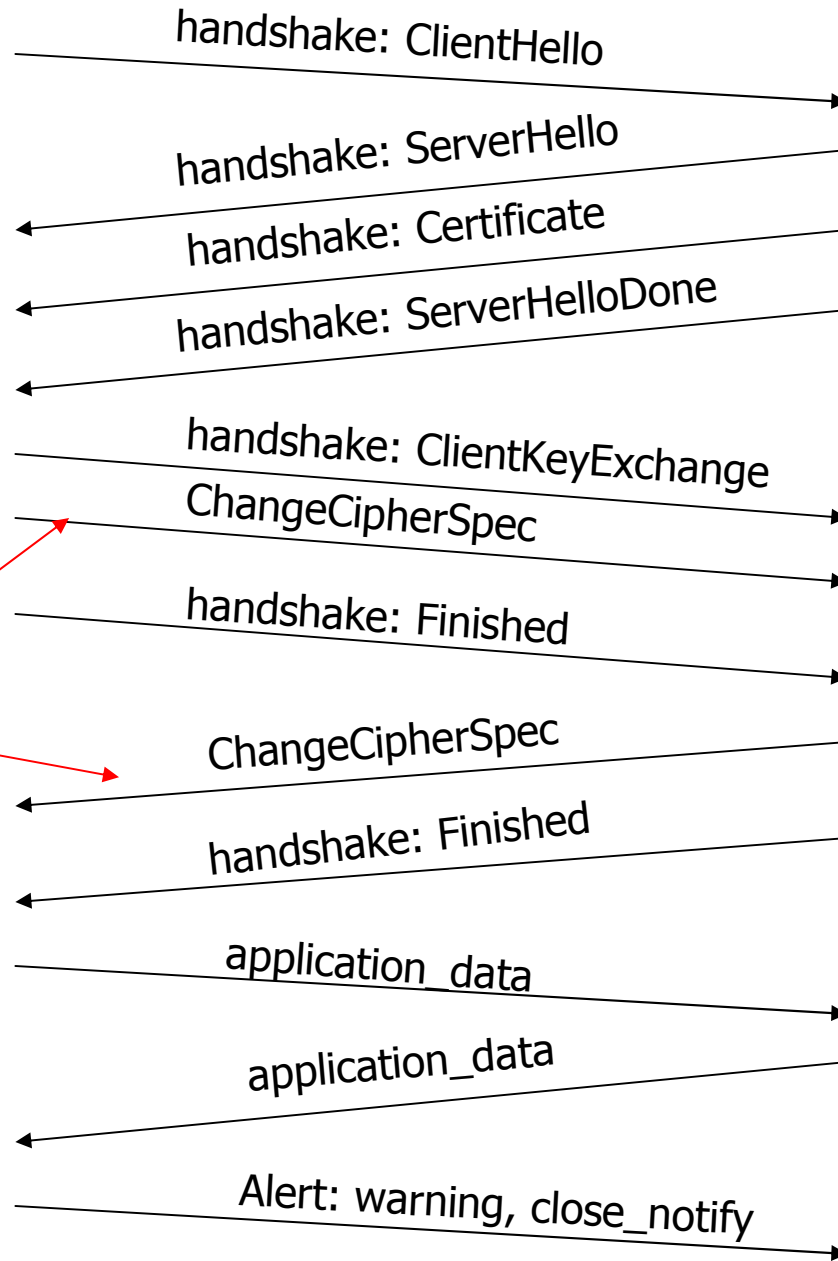 handshake: ClientHello
handshake: ServerHello
handshake: Certificate
handshake: ServerHelloDone
handshake: ClientKeyExchange
ChangeCipherSpec
handshake: Finished
ChangeCipherSpec
handshake: Finished
application_data
application_data
Alert: warning, close_notify